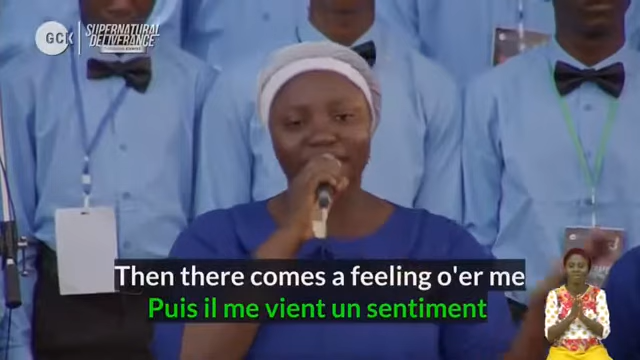 GCK
SUPERNATURAL
DELIVERANCE
Then there comes a feeling o'er me
Puis il me vient un sentiment